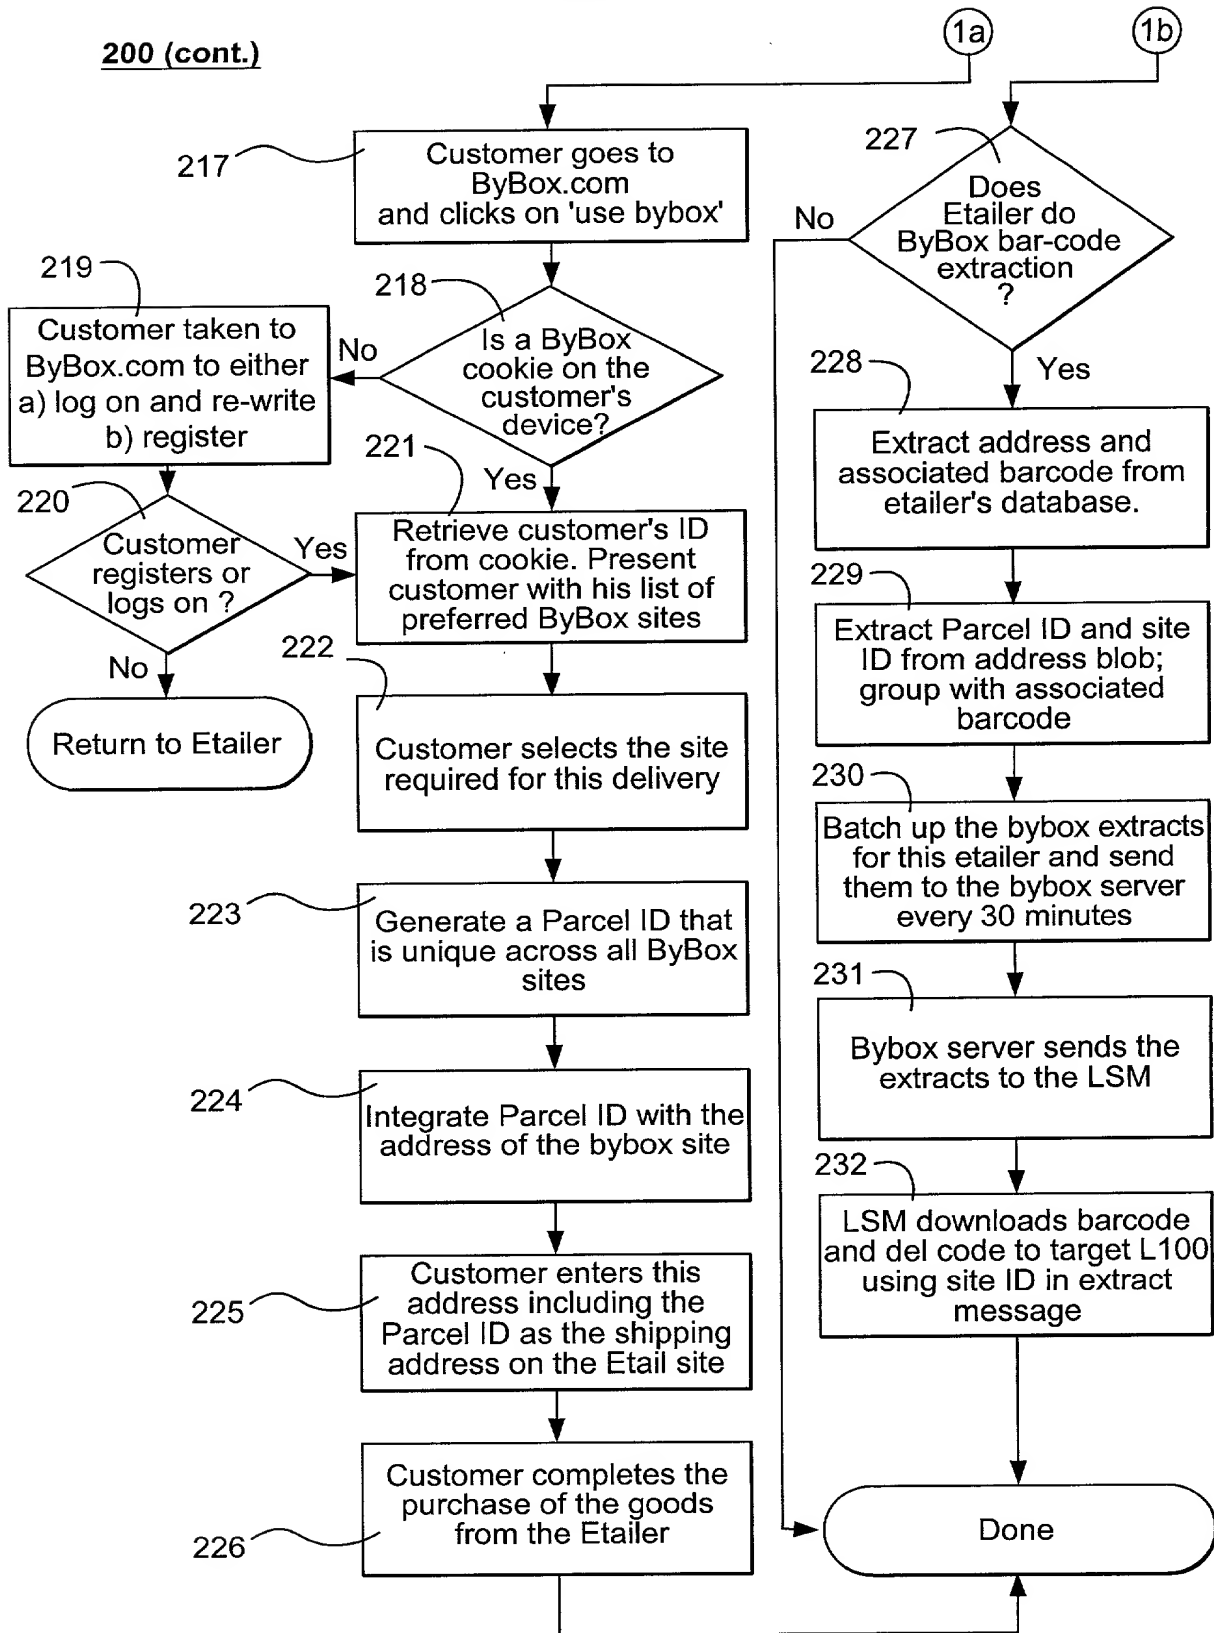 200 (cont.)
1a
1b
217
Customer goes to
ByBox.com
and clicks on 'use bybox'
218
Is a ByBox
cookie on the
customer's
device?
No
Yes
219
Customer taken to
ByBox.com to either
a) log on and re-write
b) register
220
Customer
registers or
logs on ?
Yes
No
Return to Etailer
221
Retrieve customer's ID
from cookie. Present
customer with his list of
preferred ByBox sites
222
Customer selects the site
required for this delivery
223
Generate a Parcel ID that
is unique across all ByBox
sites
224
Integrate Parcel ID with the
address of the bybox site
225
Customer enters this
address including the
Parcel ID as the shipping
address on the Etail site
226
Customer completes the
purchase of the goods
from the Etailer
227
Does
Etailer do
ByBox bar-code
extraction
?
No
Yes
228
Extract address and
associated barcode from
etailer's database.
229
Extract Parcel ID and site
ID from address blob;
group with associated
barcode
230
Batch up the bybox extracts
for this etailer and send
them to the bybox server
every 30 minutes
231
Bybox server sends the
extracts to the LSM
232
LSM downloads barcode
and del code to target L100
using site ID in extract
message
Done